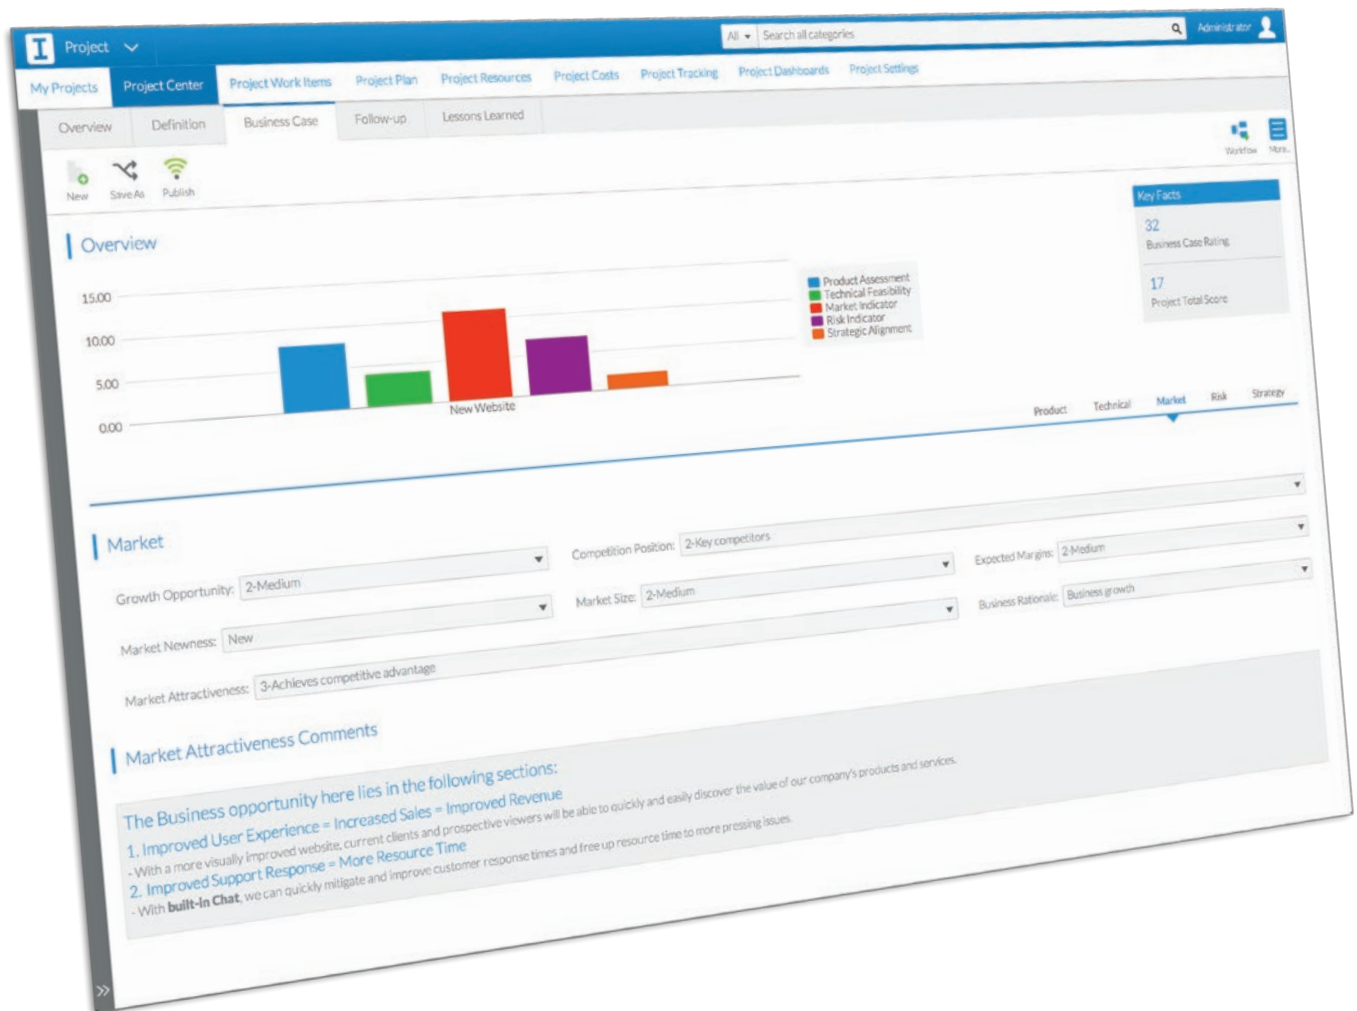 I Project All Search all categories Administrator
My Projects Project Center Project Work Items Project Plan Project Resources Project Costs Project Tracking Project Dashboards Project Settings
Overview Definition Business Case Follow-up Lessons Learned
New Save As Publish Workflow More...
Key Facts
32
Business Case Rating
17
Project Total Score
Overview
15.00
10.00
5.00
0.00
New Website
Product Assessment
Technical Feasibility
Market Indicator
Risk Indicator
Strategic Alignment
Product Technical Market Risk Strategy
Market
Growth Opportunity: 2-Medium Competition Position: 2-Key competitors
Market Newness: New Market Size: 2-Medium Expected Margins: 2-Medium
Market Attractiveness: 3-Achieves competitive advantage Business Rationale: Business growth
Market Attractiveness Comments
The Business opportunity here lies in the following sections:
1. Improved User Experience = Increased Sales = Improved Revenue
- With a more visually improved website, current clients and prospective viewers will be able to quickly and easily discover the value of our company's products and services.
2. Improved Support Response = More Resource Time
- With built-in Chat, we can quickly mitigate and improve customer response times and free up resource time to more pressing issues.